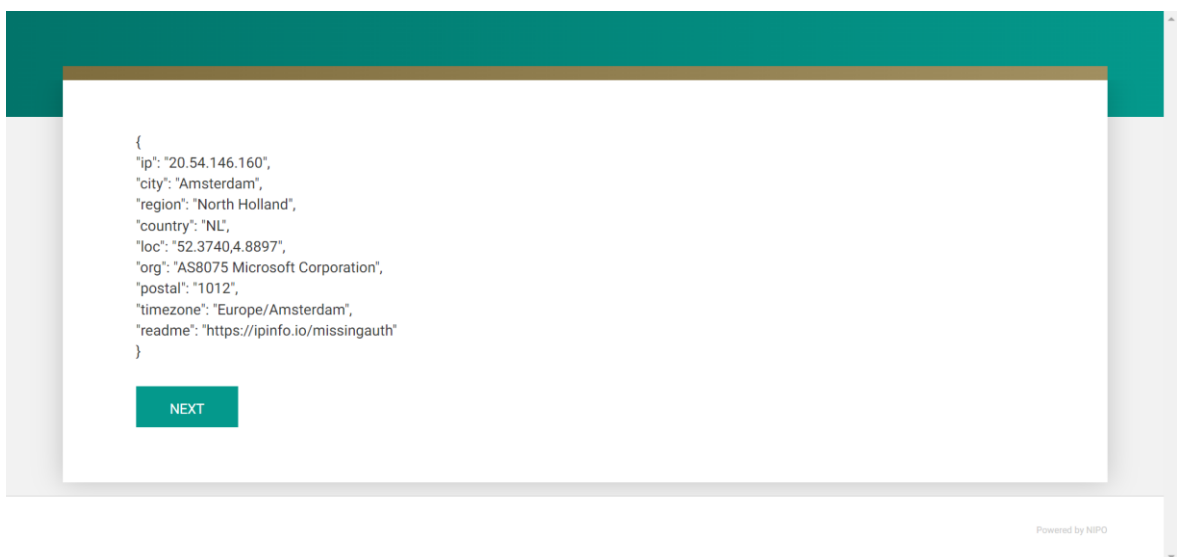 {
"ip": "20.54.146.160",
"city": "Amsterdam",
"region": "North Holland",
"country": "NL",
"loc": "52.3740,4.8897",
"org": "AS8075 Microsoft Corporation",
"postal": "1012",
"timezone": "Europe/Amsterdam",
"readme": "https://ipinfo.io/missingauth"
}
NEXT
Powered by NIPO